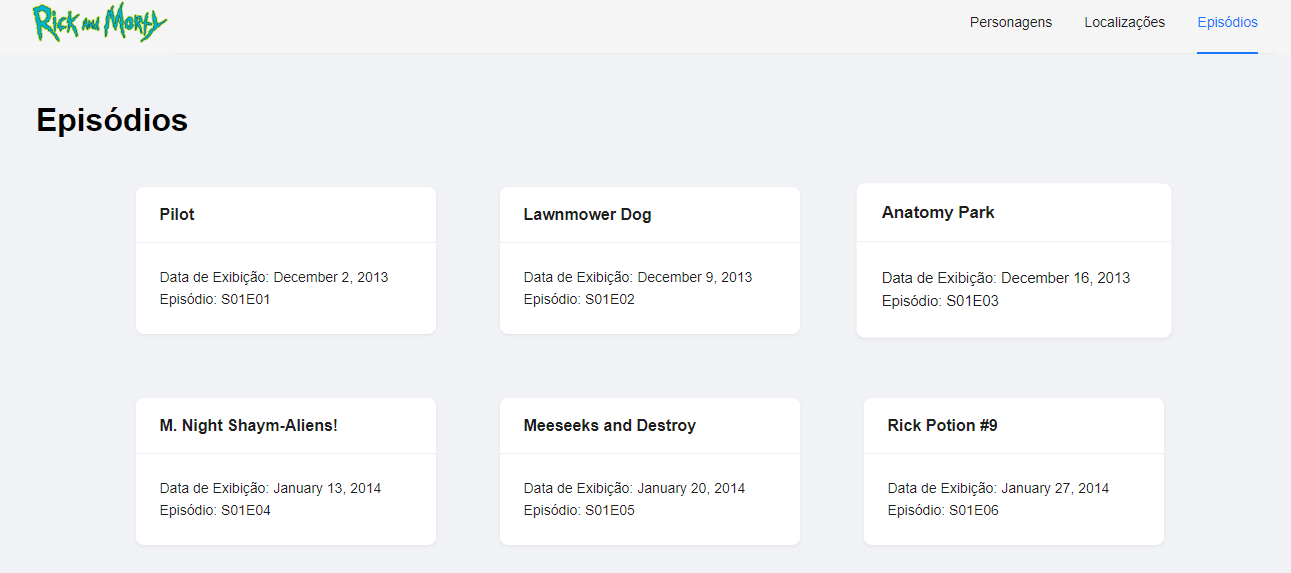 Rick and Morty
Personagens
Localizações
Episódios
Episódios
Pilot
Data de Exibição: December 2, 2013
Episódio: S01E01
Lawnmower Dog
Data de Exibição: December 9, 2013
Episódio: S01E02
Anatomy Park
Data de Exibição: December 16, 2013
Episódio: S01E03
M. Night Shaym-Aliens!
Data de Exibição: January 13, 2014
Episódio: S01E04
Meeseeks and Destroy
Data de Exibição: January 20, 2014
Episódio: S01E05
Rick Potion #9
Data de Exibição: January 27, 2014
Episódio: S01E06